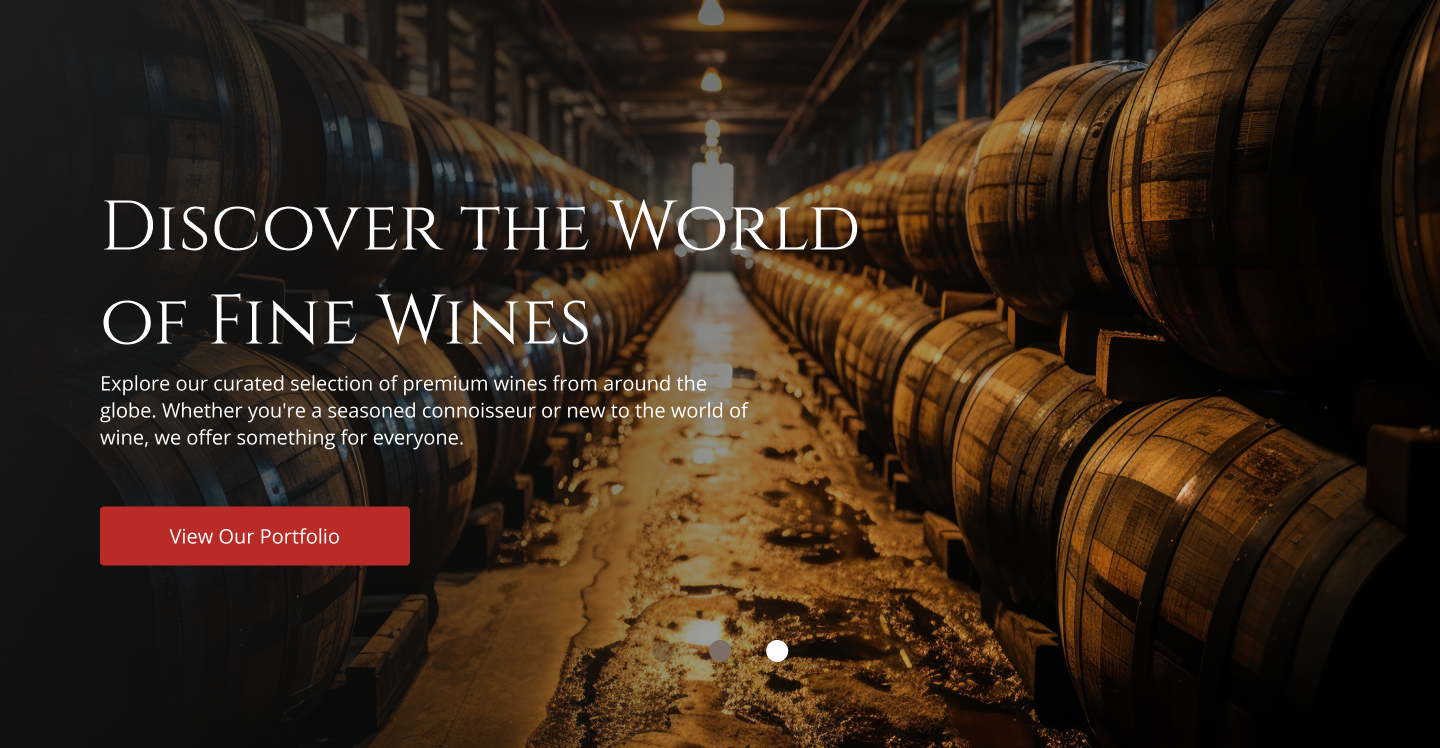 Discover the World
of Fine Wines
Explore our curated selection of premium wines from around the
globe. Whether you're a seasoned connoisseur or new to the world of
wine, we offer something for everyone.
View Our Portfolio